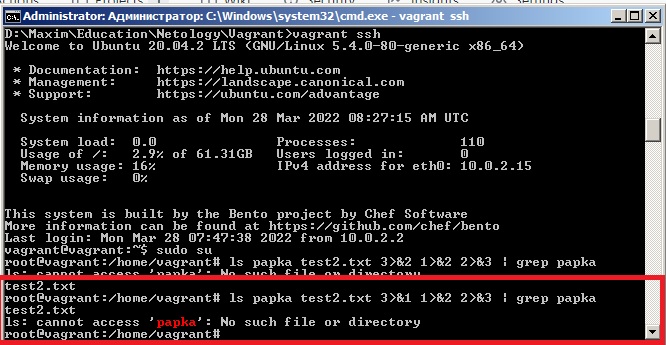 Administrator: Администратор: C:\Windows\system32\cmd.exe - vagrant ssh
D:\Maxim\Education\Netology\Vagrant>vagrant ssh
Welcome to Ubuntu 20.04.2 LTS (GNU/Linux 5.4.0-80-generic x86_64)
* Documentation: https://help.ubuntu.com
* Management: https://landscape.canonical.com
* Support: https://ubuntu.com/advantage
System information as of Mon 28 Mar 2022 08:27:15 AM UTC
System load: 0.0 Processes: 110
Usage of /: 2.9% of 61.31GB Users logged in: 0
Memory usage: 16% IPv4 address for eth0: 10.0.2.15
Swap usage: 0%
This system is built by the Bento project by Chef Software
More information can be found at https://github.com/chef/bento
Last login: Mon Mar 28 07:47:38 2022 from 10.0.2.2
vagrant@vagrant:~$ sudo su
root@vagrant:/home/vagrant# ls papka test2.txt 3>&2 1>&2 2>&3 | grep papka
ls: cannot access 'papka': No such file or directory
test2.txt
root@vagrant:/home/vagrant# ls papka test2.txt 3>&1 1>&2 2>&3 | grep papka
test2.txt
ls: cannot access 'papka': No such file or directory
root@vagrant:/home/vagrant#